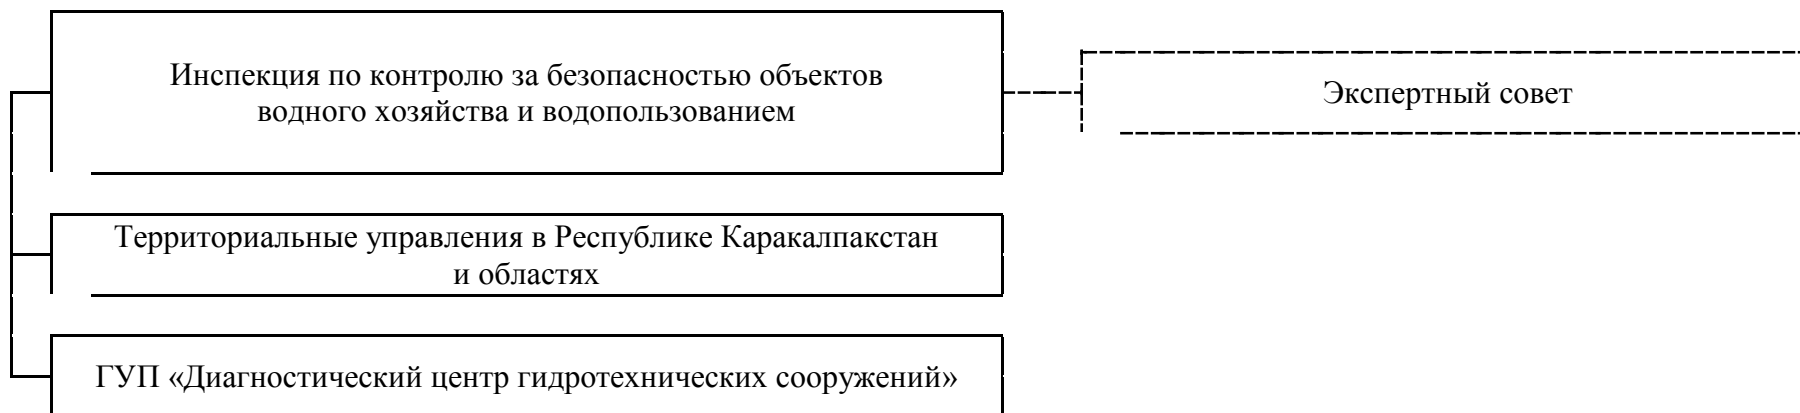 Инспекция по контролю за безопасностью объектов
водного хозяйства и водопользованием
Экспертный совет
Территориальные управления в Республике Каракалпакстан
и областях
ГУП «Диагностический центр гидротехнических сооружений»